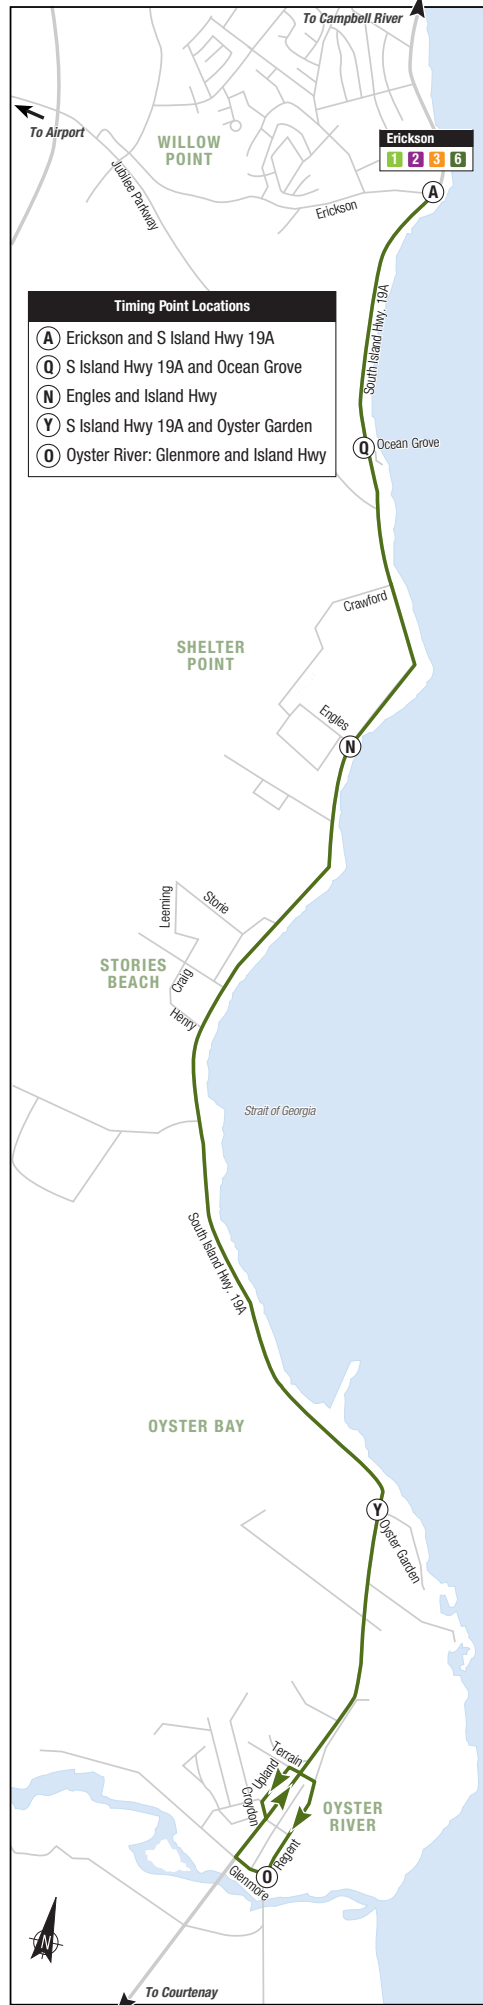 To Campbell River
To Airport
WILLOW
POINT
Jubilee Parkway
Erickson
1 2 3 6
A
Erickson
South Island Hwy. 19A
Timing Point Locations
A Erickson and S Island Hwy 19A
Q S Island Hwy 19A and Ocean Grove
N Engles and Island Hwy
Y S Island Hwy 19A and Oyster Garden
O Oyster River: Glenmore and Island Hwy
Q Ocean Grove
Crawford
SHELTER
POINT
Engles
N
Leeming
Storie
STORIES
BEACH
Craig
Henry
Strait of Georgia
South Island Hwy. 19A
OYSTER BAY
Y
Oyster Garden
Terrain
Upland
Croydon
OYSTER
RIVER
Regent
Glenmore
O
N
To Courtenay